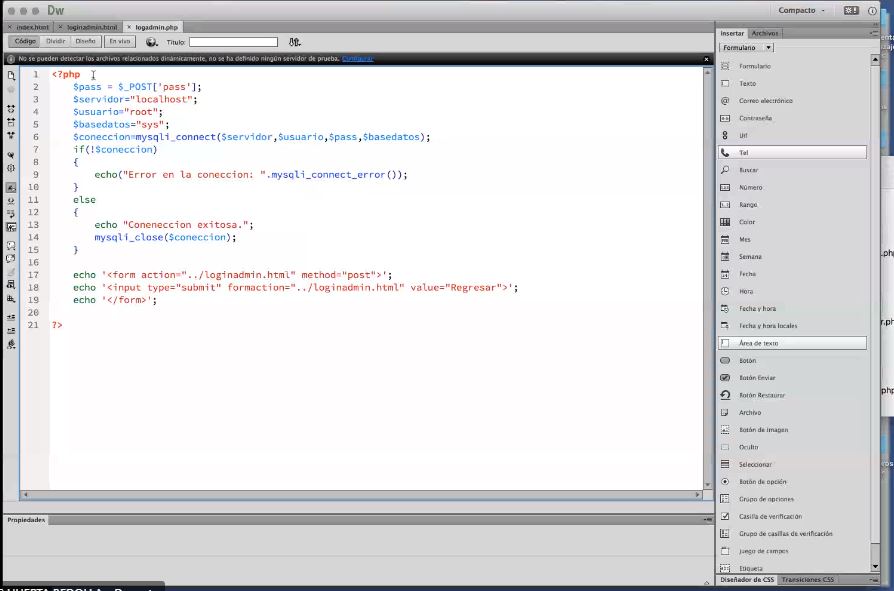 Dw
Compacto
index.html loginadmin.html logadmin.php
Código Dividir Diseño En vivo Título:
No se pueden detectar los archivos relacionados dinámicamente, no se ha definido ningún servidor de prueba. Configurar
1 <?php
2 $pass = $_POST['pass'];
3 $servidor="localhost";
4 $usuario="root";
5 $basedatos="sys";
6 $coneccion=mysqli_connect($servidor,$usuario,$pass,$basedatos);
7 if(!$coneccion)
8 {
9 echo("Error en la coneccion: ".mysqli_connect_error());
10 }
11 else
12 {
13 echo "Coneneccion exitosa.";
14 mysqli_close($coneccion);
15 }
16
17 echo '<form action="../loginadmin.html" method="post">';
18 echo '<input type="submit" formaction="../loginadmin.html" value="Regresar">';
19 echo '</form>';
20
21 ?>
Propiedades
Insertar Archivos
Formulario
Formulario
Texto
Correo electrónico
Contraseña
Url
Tel
Buscar
Número
Range
Color
Mes
Semana
Fecha
Hora
Fecha y hora
Fecha y hora locales
Área de texto
Botón
Botón Enviar
Botón Restaurar
Archivo
Botón de imagen
Oculto
Seleccionar
Botón de opción
Grupo de opciones
Casilla de verificación
Grupo de casillas de verificación
Juego de campos
Etiqueta
Diseñador de CSS Transiciones CSS